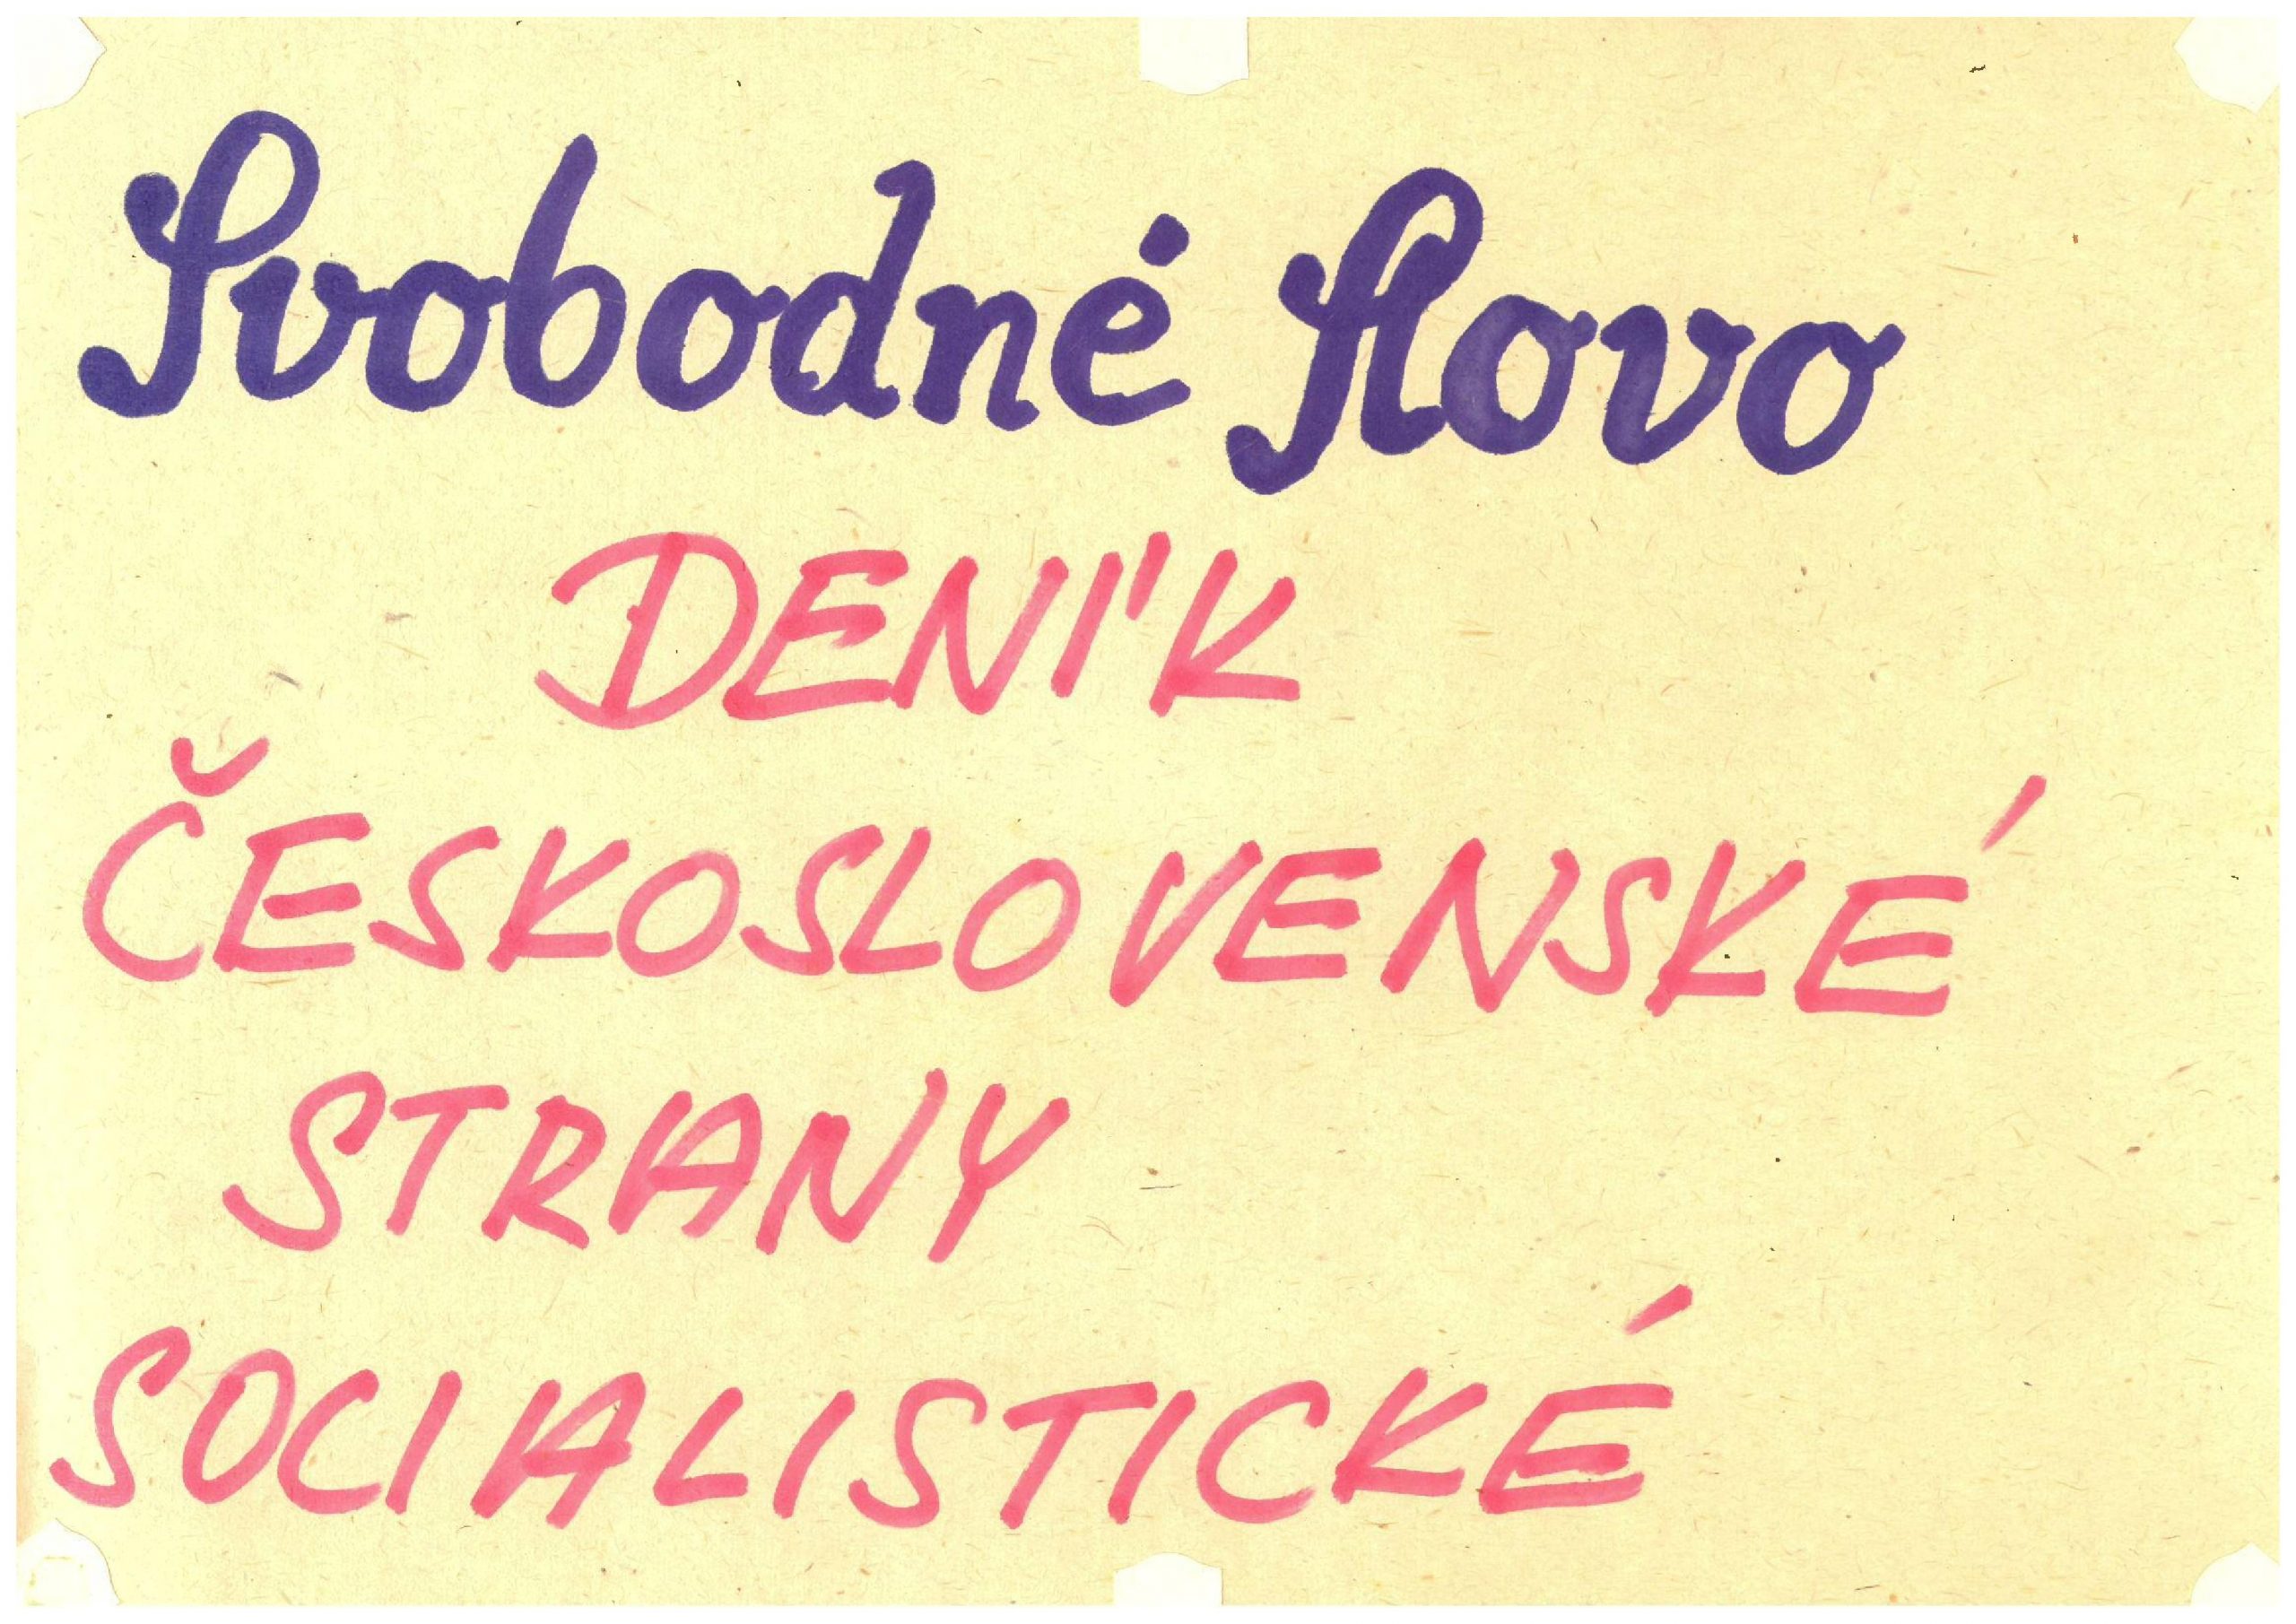 Svobodné slovo
DENÍK
ČESKOSLOVENSKÉ
STRANY
SOCIALISTICKÉ